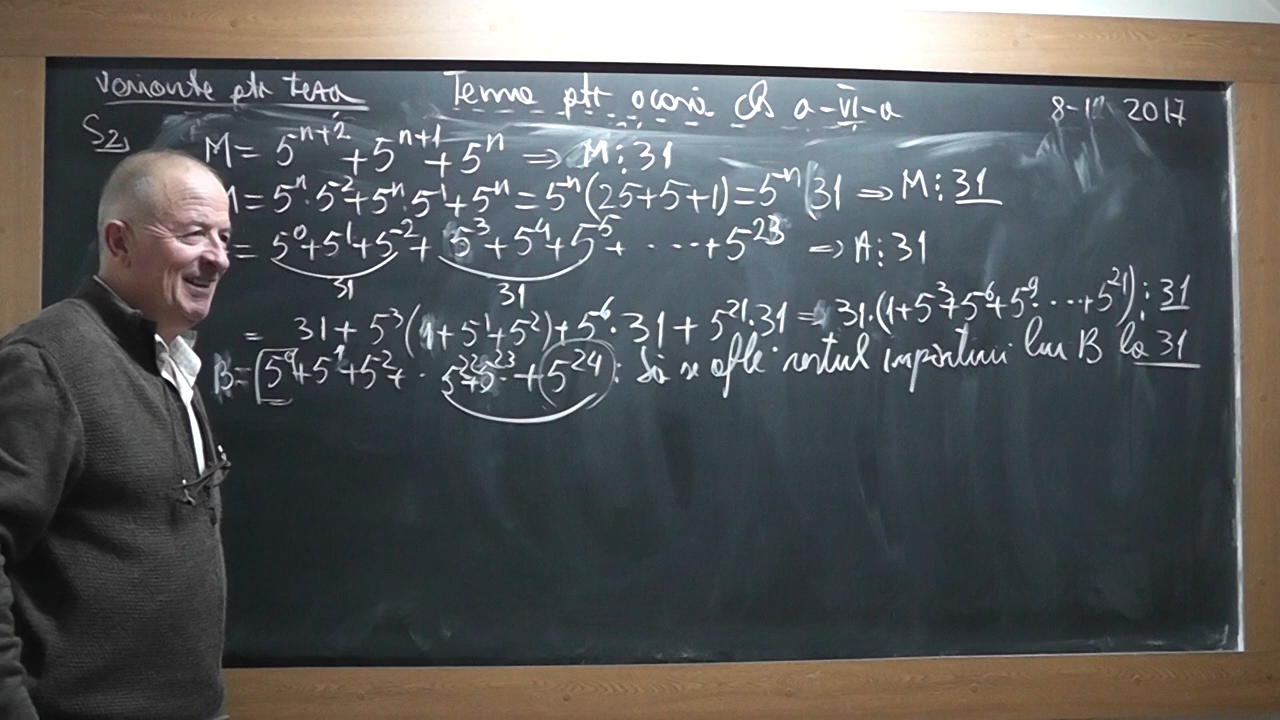 Variante ptr teza Tema ptr ocazii cls a-VI-a 8-12 2017
S2, M = 5^{n+2} + 5^{n+1} + 5^n ⇒ M⋮31
M = 5^n·5^2 + 5^n·5^1 + 5^n = 5^n(25+5+1) = 5^n·31 ⇒ M⋮31
= 5^0+5^1+5^2 + 5^3+5^4+5^5 + ···+5^{23} ⇒ A⋮31
31 31
= 31 + 5^3(1+5^1+5^2) + 5^6·31 + 5^{21}·31 = 31·(1+5^3+5^6+5^9···+5^{21})⋮31
B = 5^0+5^1+5^2+· 5^{22}+5^{23}·+5^{24}: Să se afle restul împărțirii lui B la 31